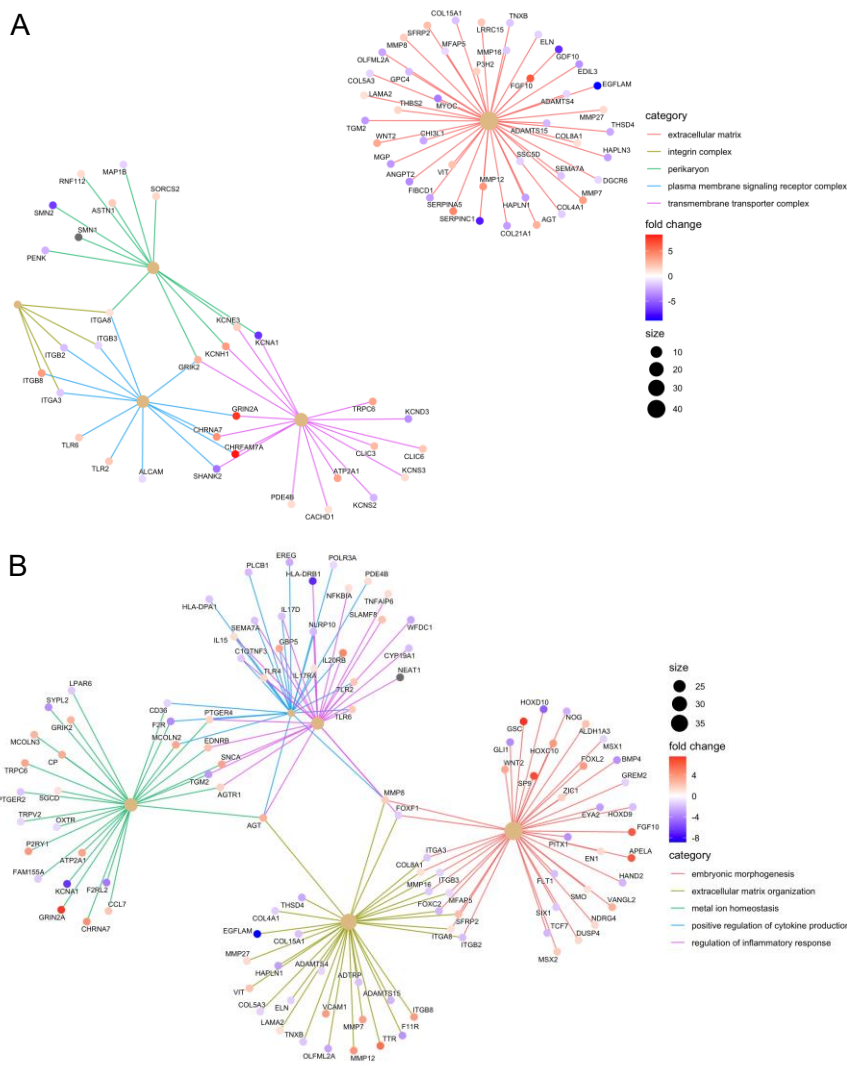 A
COL15A1
TNXB
SFRP2
LRRC15
ELN
MMP8
MFAP5
MMP16
GDF10
OLFML2A
P3H2
EDIL3
COL5A3
GPC4
FGF10
EGFLAM
LAMA2
MYOC
ADAMTS4
THBS2
MMP27
TGM2
CHI3L1
ADAMTS15
THSD4
WNT2
COL8A1
MGP
SSC5D
HAPLN3
ANGPT2
VIT
SEMA7A
DGCR6
FIBCD1
MMP12
MMP7
SERPINA5
HAPLN1
COL4A1
SERPINC1
AGT
COL21A1
category
extracellular matrix
integrin complex
perikaryon
plasma membrane signaling receptor complex
transmembrane transporter complex
fold change
5
0
-5
size
10
20
30
40
MAP1B
RNF112
SORCS2
SMN2
ASTN1
SMN1
PENK
ITGA8
KCNE3
ITGB3
KCNA1
ITGB2
KCNH1
GRIK2
ITGB8
ITGA3
GRIN2A
TRPC6
KCND3
CHRNA7
TLR6
CHRFAM7A
CLIC3
CLIC6
TLR2
ALCAM
SHANK2
ATP2A1
KCNS3
PDE4B
KCNS2
CACHD1
B
EREG
PLCB1
POLR3A
HLA-DRB1
PDE4B
NFKBIA
HLA-DPA1
IL17D
TNFAIP6
SEMA7A
NLRP10
SLAMF8
WFDC1
IL15
GBP5
C1QTNF3
IL20RB
CYP19A1
TLR4
IL17RA
NEAT1
TLR2
LPAR6
CD36
SYPL2
PTGER4
F2R
TLR6
GRIK2
MCOLN2
EDNRB
MCOLN3
CP
SNCA
TRPC6
TGM2
PTGER2
SGCD
AGTR1
MMP8
TRPV2
OXTR
FOXF1
P2RY1
AGT
ATP2A1
FAM155A
KCNA1
F2RL2
CCL7
GRIN2A
CHRNA7
size
25
30
35
fold change
4
0
-4
-8
category
embryonic morphogenesis
extracellular matrix organization
metal ion homeostasis
positive regulation of cytokine production
regulation of inflammatory response
HOXD10
GSC
NOG
ALDH1A3
HOXC10
MSX1
GLI1
FOXL2
BMP4
WNT2
SP9
GREM2
ZIC1
EYA2
HOXD9
FGF10
PITX1
APELA
EN1
HAND2
FLT1
VANGL2
SMO
SIX1
NDRG4
TCF7
DUSP4
MSX2
ITGA3
COL8A1
ITGB3
MMP16
MFAP5
FOXC2
SFRP2
THSD4
ITGA8
COL4A1
ITGB2
EGFLAM
COL15A1
MMP27
ADAMTS4
HAPLN1
ADTRP
VIT
ADAMTS15
COL5A3
ELN
VCAM1
ITGB8
LAMA2
MMP7
F11R
TNXB
TTR
OLFML2A
MMP12